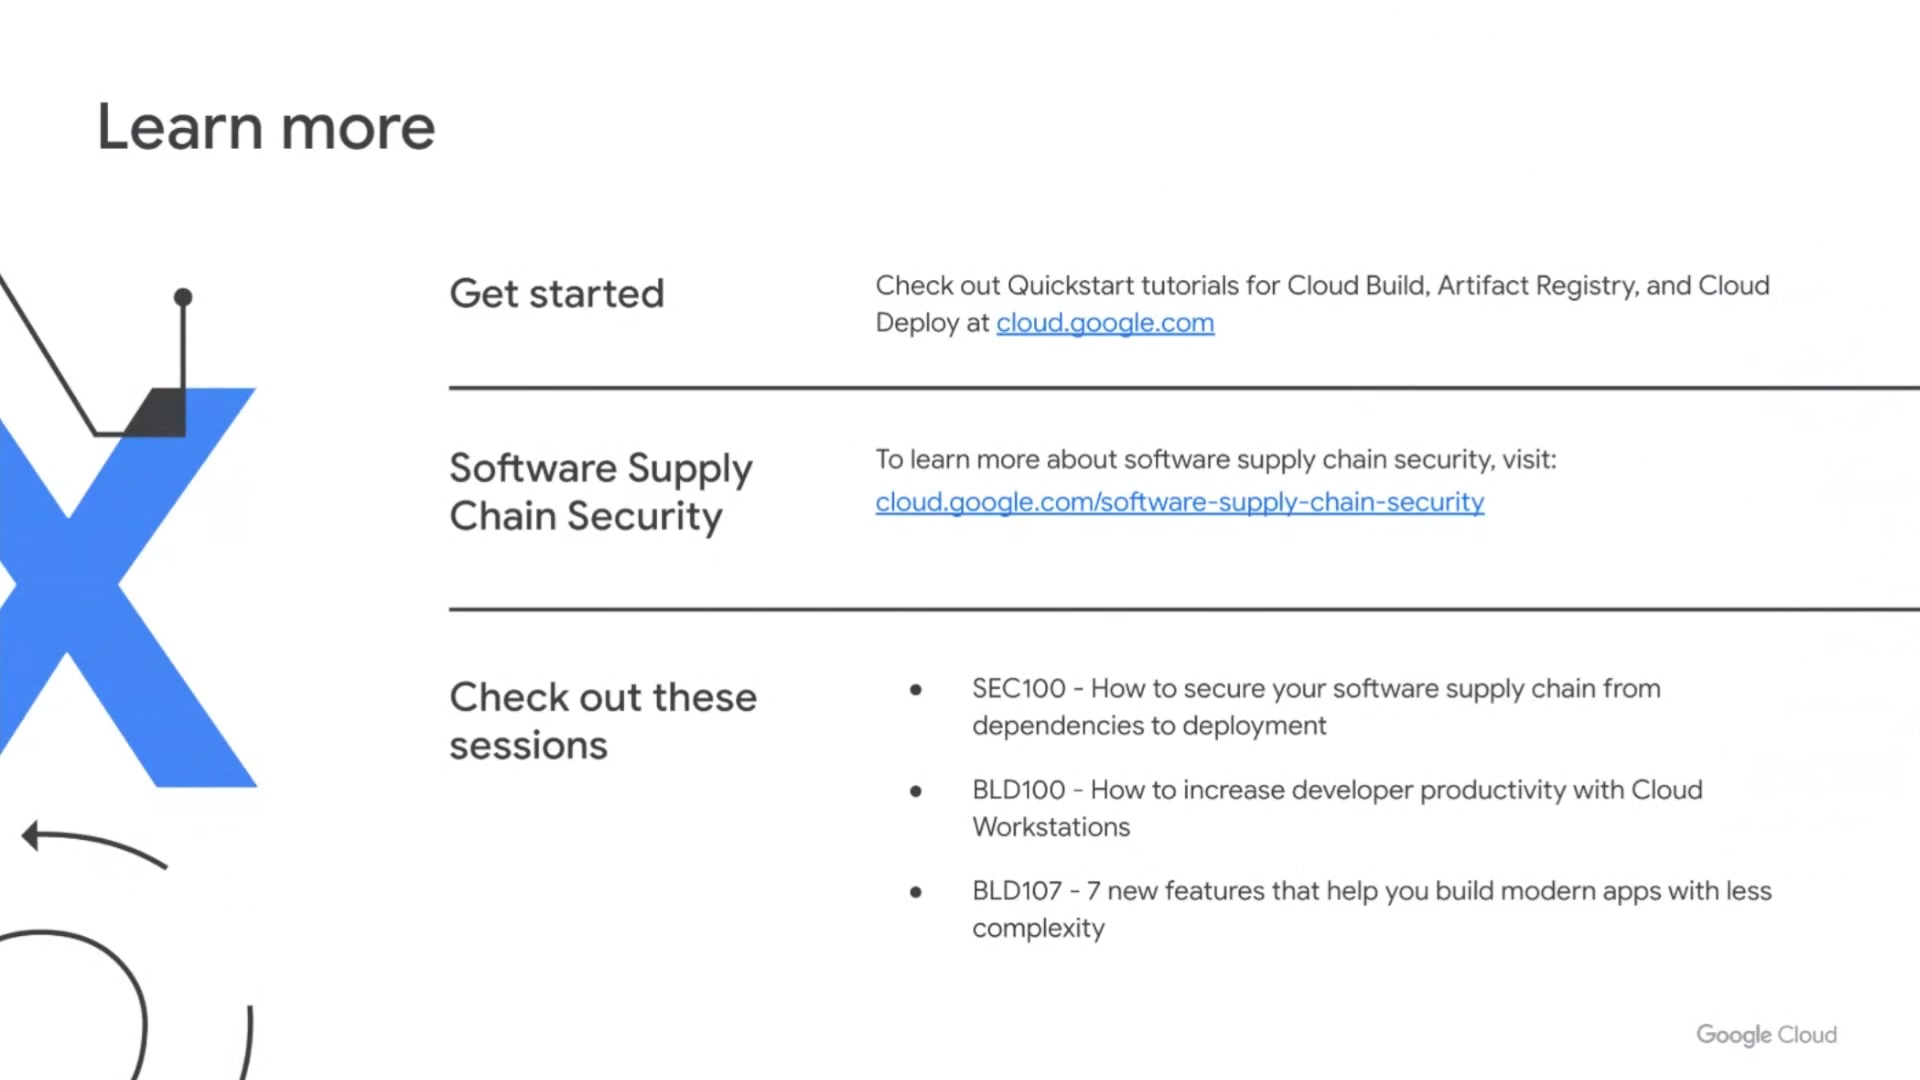 Learn more
Get started
Check out Quickstart tutorials for Cloud Build, Artifact Registry, and Cloud
Deploy at cloud.google.com
Software Supply
Chain Security
To learn more about software supply chain security, visit:
cloud.google.com/software-supply-chain-security
Check out these
sessions
● SEC100 - How to secure your software supply chain from
dependencies to deployment
● BLD100 - How to increase developer productivity with Cloud
Workstations
● BLD107 - 7 new features that help you build modern apps with less
complexity
Google Cloud